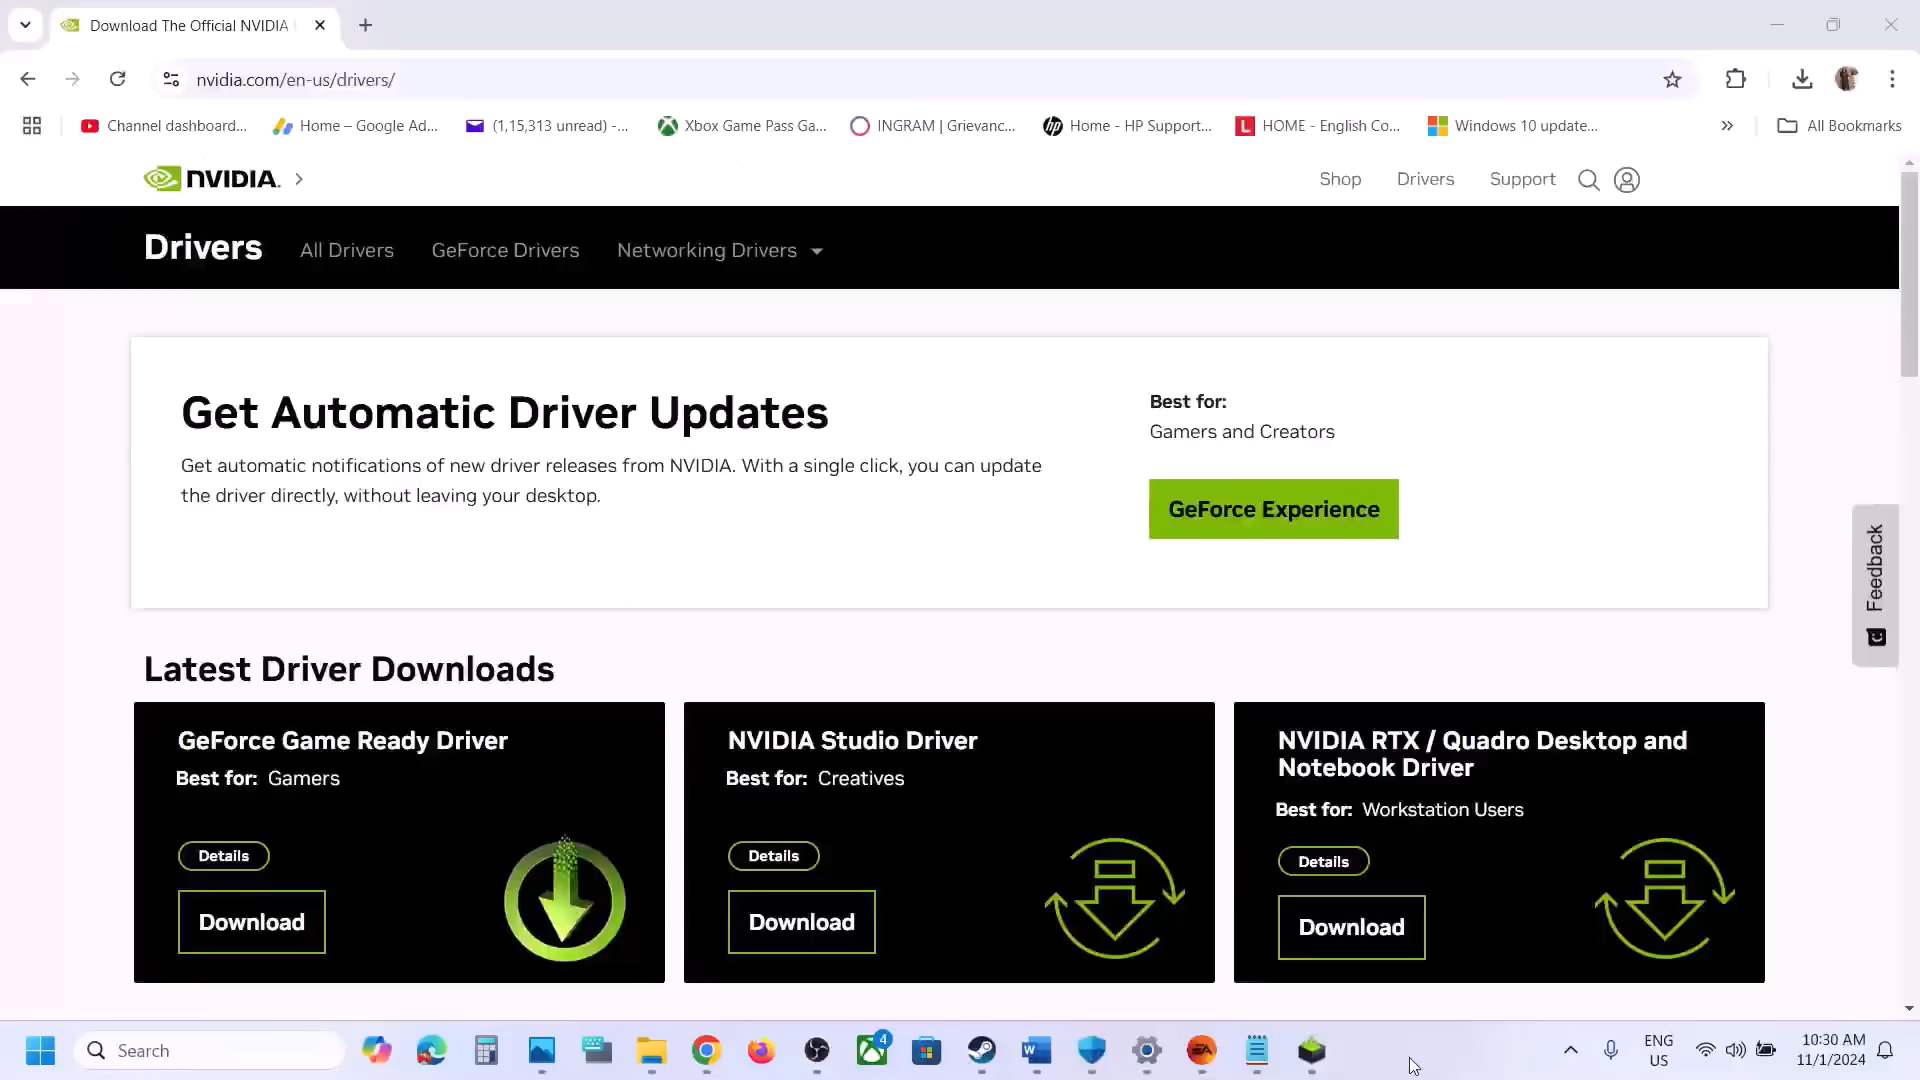 Download The Official NVIDIA
nvidia.com/en-us/drivers/
Channel dashboard...
Home – Google Ad...
(1,15,313 unread) -...
Xbox Game Pass Ga...
INGRAM | Grievanc...
Home - HP Support...
HOME - English Co...
Windows 10 update...
All Bookmarks
NVIDIA.
Shop
Drivers
Support
Drivers
All Drivers
GeForce Drivers
Networking Drivers
Get Automatic Driver Updates
Get automatic notifications of new driver releases from NVIDIA. With a single click, you can update
the driver directly, without leaving your desktop.
Best for:
Gamers and Creators
GeForce Experience
Feedback
Latest Driver Downloads
GeForce Game Ready Driver
Best for: Gamers
Details
Download
NVIDIA Studio Driver
Best for: Creatives
Details
Download
NVIDIA RTX / Quadro Desktop and
Notebook Driver
Best for: Workstation Users
Details
Download
Search
4
ENG
US
10:30 AM
11/1/2024